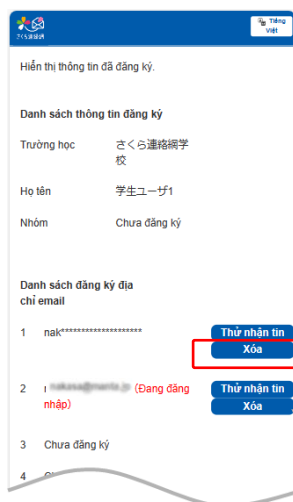 さくら連絡網
Tiếng
Việt
Hiển thị thông tin đã đăng ký.
Danh sách thông tin đăng ký
Trường học さくら連絡網学
校
Họ tên 学生ユーザ1
Nhóm Chưa đăng ký
Danh sách đăng ký địa
chỉ email
1 nak******************** Thử nhận tin
Xóa
2 (Đang đăng Thử nhận tin
nhập) Xóa
3 Chưa đăng ký
4